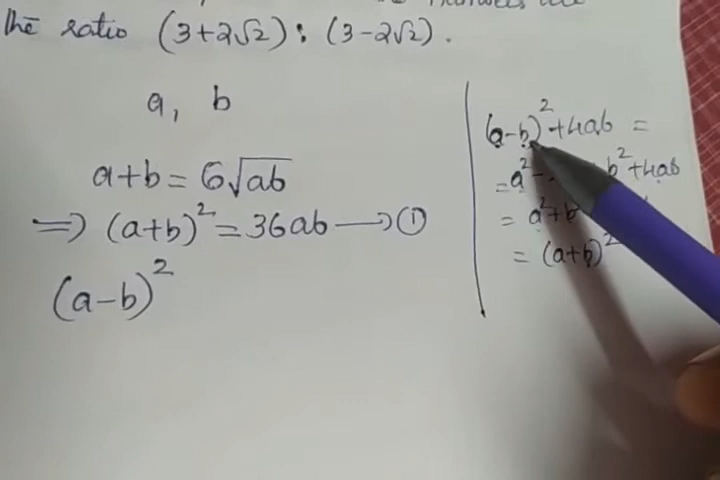 the ratio (3+2√2) : (3-2√2).
a, b
a+b = 6√ab
⟹ (a+b)² = 36ab ⟶ ①
(a-b)²
(a-b)² + 4ab =
= a² - b² + 4ab
= a² + b
= (a+b)²